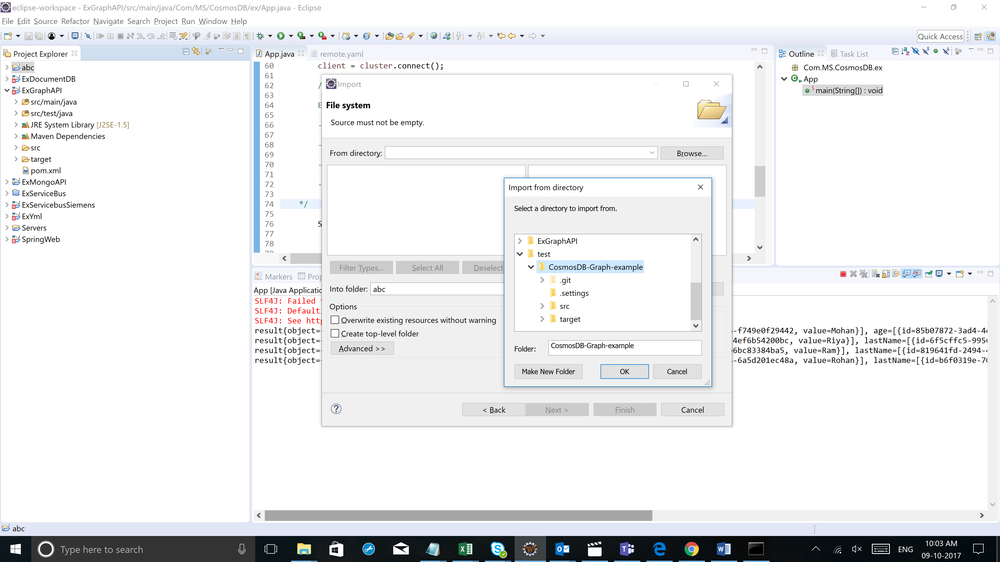 eclipse-workspace - ExGraphAPI/src/main/java/Com/MS/CosmosDB/ex/App.java - Eclipse
File Edit Source Refactor Navigate Search Project Run Window Help
Quick Access
Project Explorer
abc
ExDocumentDB
ExGraphAPI
src/main/java
src/test/java
JRE System Library [J2SE-1.5]
Maven Dependencies
src
target
pom.xml
ExMongoAPI
ExServiceBus
ExServicebusSiemens
ExYml
Servers
SpringWeb
App.java
remote.yaml
60 client = cluster.connect();
61
62 /
63
64 E
65
66
67
68
69
70
71
72
73
74 */
75
76 S
77
78
Outline
Task List
Com.MS.CosmosDB.ex
App
main(String[]) : void
Import
File system
Source must not be empty.
From directory:
Browse...
Filter Types...
Select All
Deselect
Into folder: abc
Options
Overwrite existing resources without warning
Create top-level folder
Advanced >>
< Back
Next >
Finish
Cancel
Import from directory
Select a directory to import from.
ExGraphAPI
test
CosmosDB-Graph-example
.git
.settings
src
target
Folder: CosmosDB-Graph-example
Make New Folder
OK
Cancel
Markers
App [Java Applicatio
SLF4J: Failed
SLF4J: Default
SLF4J: See htt
result{object= -f749e0f29442, value=Mohan}], age=[{id=85b07872-3ad4-4
result{object= 4ef6b54200bc, value=Riya}], lastName=[{id=6f5cffc5-995
result{object= 6bc83384ba5, value=Ram}], lastName=[{id=819641fd-2494-
result{object= -6a5d201ec48a, value=Rohan}], lastName=[{id=b6f0319e-7
abc
Type here to search
ENG
10:03 AM
09-10-2017